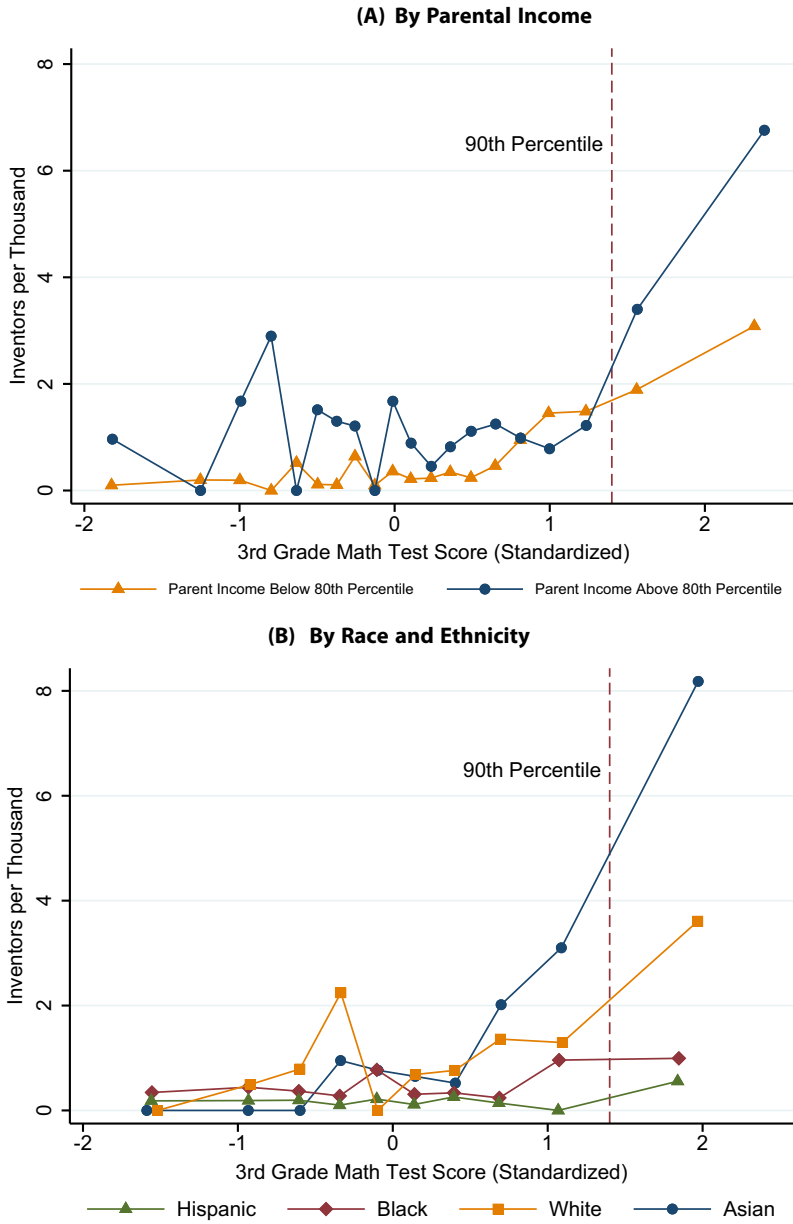 (A) By Parental Income
8
90th Percentile
6
Inventors per Thousand
4
2
0
-2 -1 0 1 2
3rd Grade Math Test Score (Standardized)
Parent Income Below 80th Percentile Parent Income Above 80th Percentile
(B) By Race and Ethnicity
8
90th Percentile
6
Inventors per Thousand
4
2
0
-2 -1 0 1 2
3rd Grade Math Test Score (Standardized)
Hispanic Black White Asian